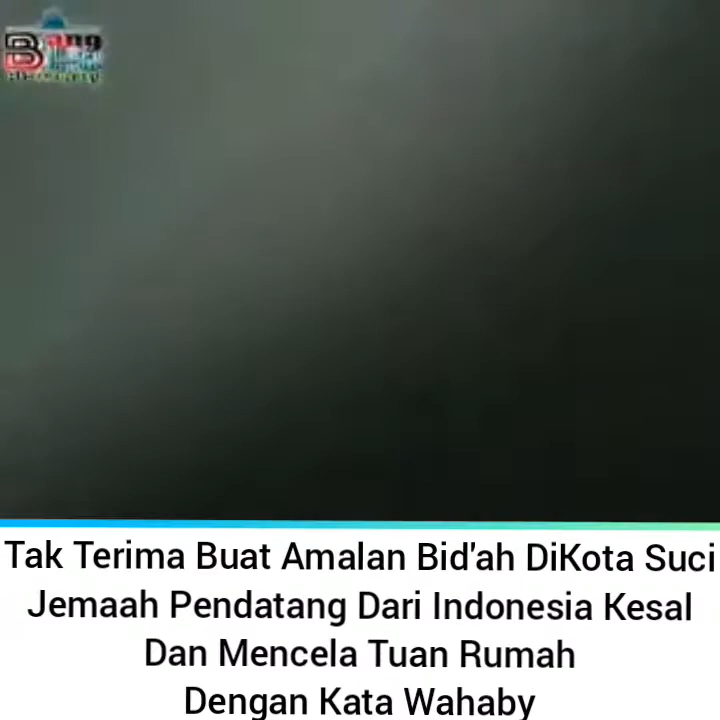 Bang
Tak Terima Buat Amalan Bid'ah DiKota Suci
Jemaah Pendatang Dari Indonesia Kesal
Dan Mencela Tuan Rumah
Dengan Kata Wahaby